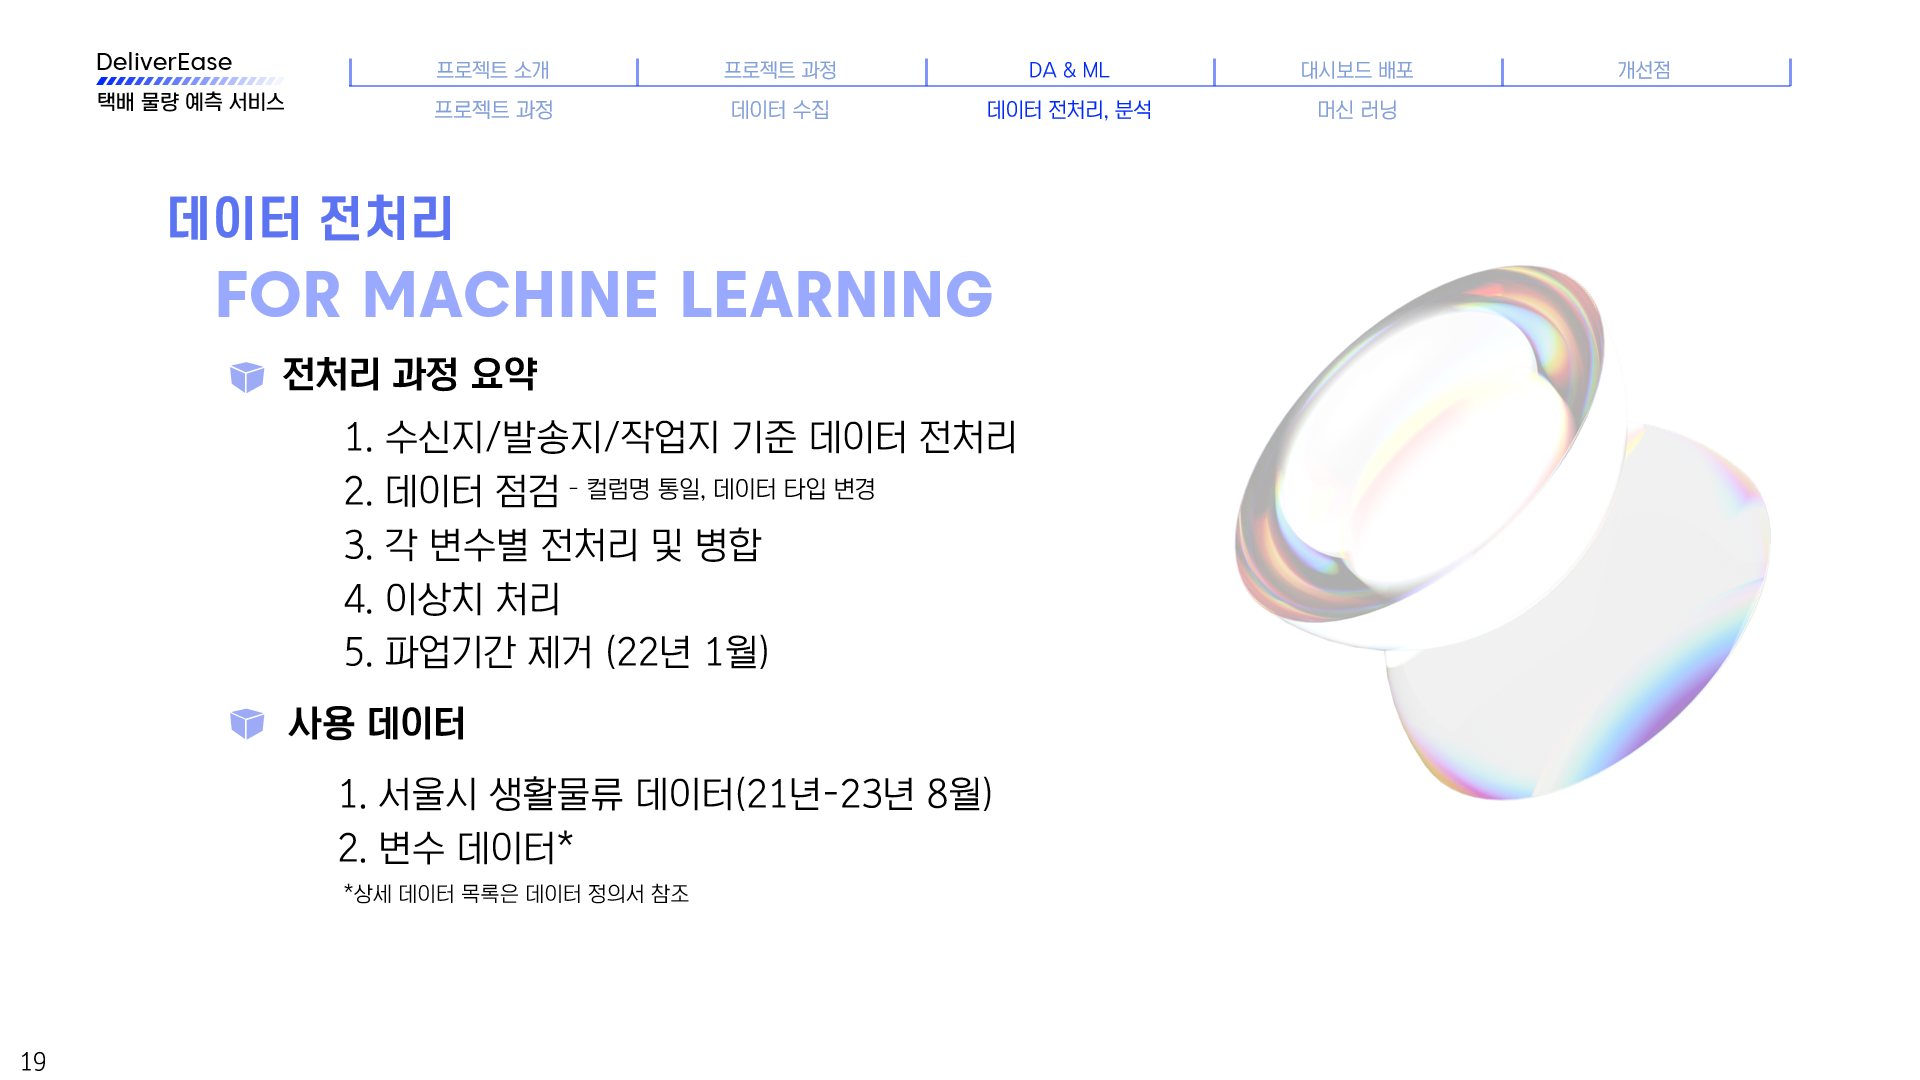 DeliverEase
택배 물량 예측 서비스
프로젝트 소개
프로젝트 과정
DA & ML
대시보드 배포
개선점
프로젝트 과정
데이터 수집
데이터 전처리, 분석
머신 러닝
데이터 전처리
FOR MACHINE LEARNING
전처리 과정 요약
1. 수신지/발송지/작업지 기준 데이터 전처리
2. 데이터 점검 - 컬럼명 통일, 데이터 타입 변경
3. 각 변수별 전처리 및 병합
4. 이상치 처리
5. 파업기간 제거 (22년 1월)
사용 데이터
1. 서울시 생활물류 데이터(21년-23년 8월)
2. 변수 데이터*
*상세 데이터 목록은 데이터 정의서 참조
19